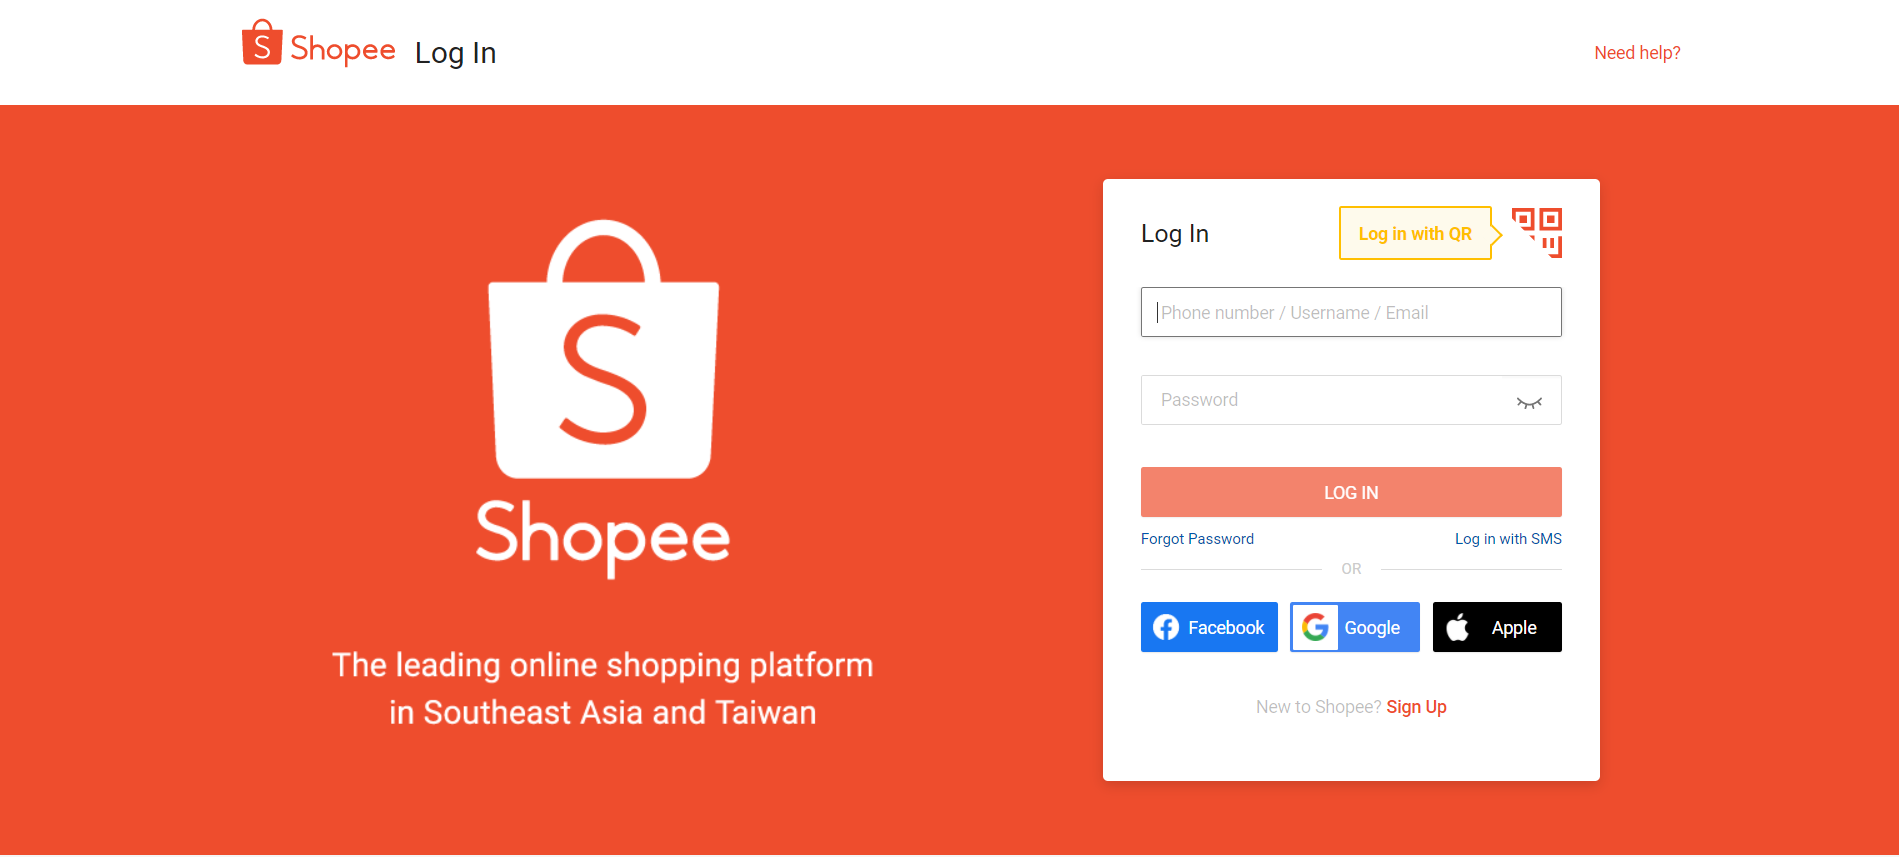 Shopee Log In
Need help?
S
Shopee
The leading online shopping platform
in Southeast Asia and Taiwan
Log In
Log in with QR
Phone number / Username / Email
Password
LOG IN
Forgot Password
Log in with SMS
OR
Facebook
Google
Apple
New to Shopee? Sign Up